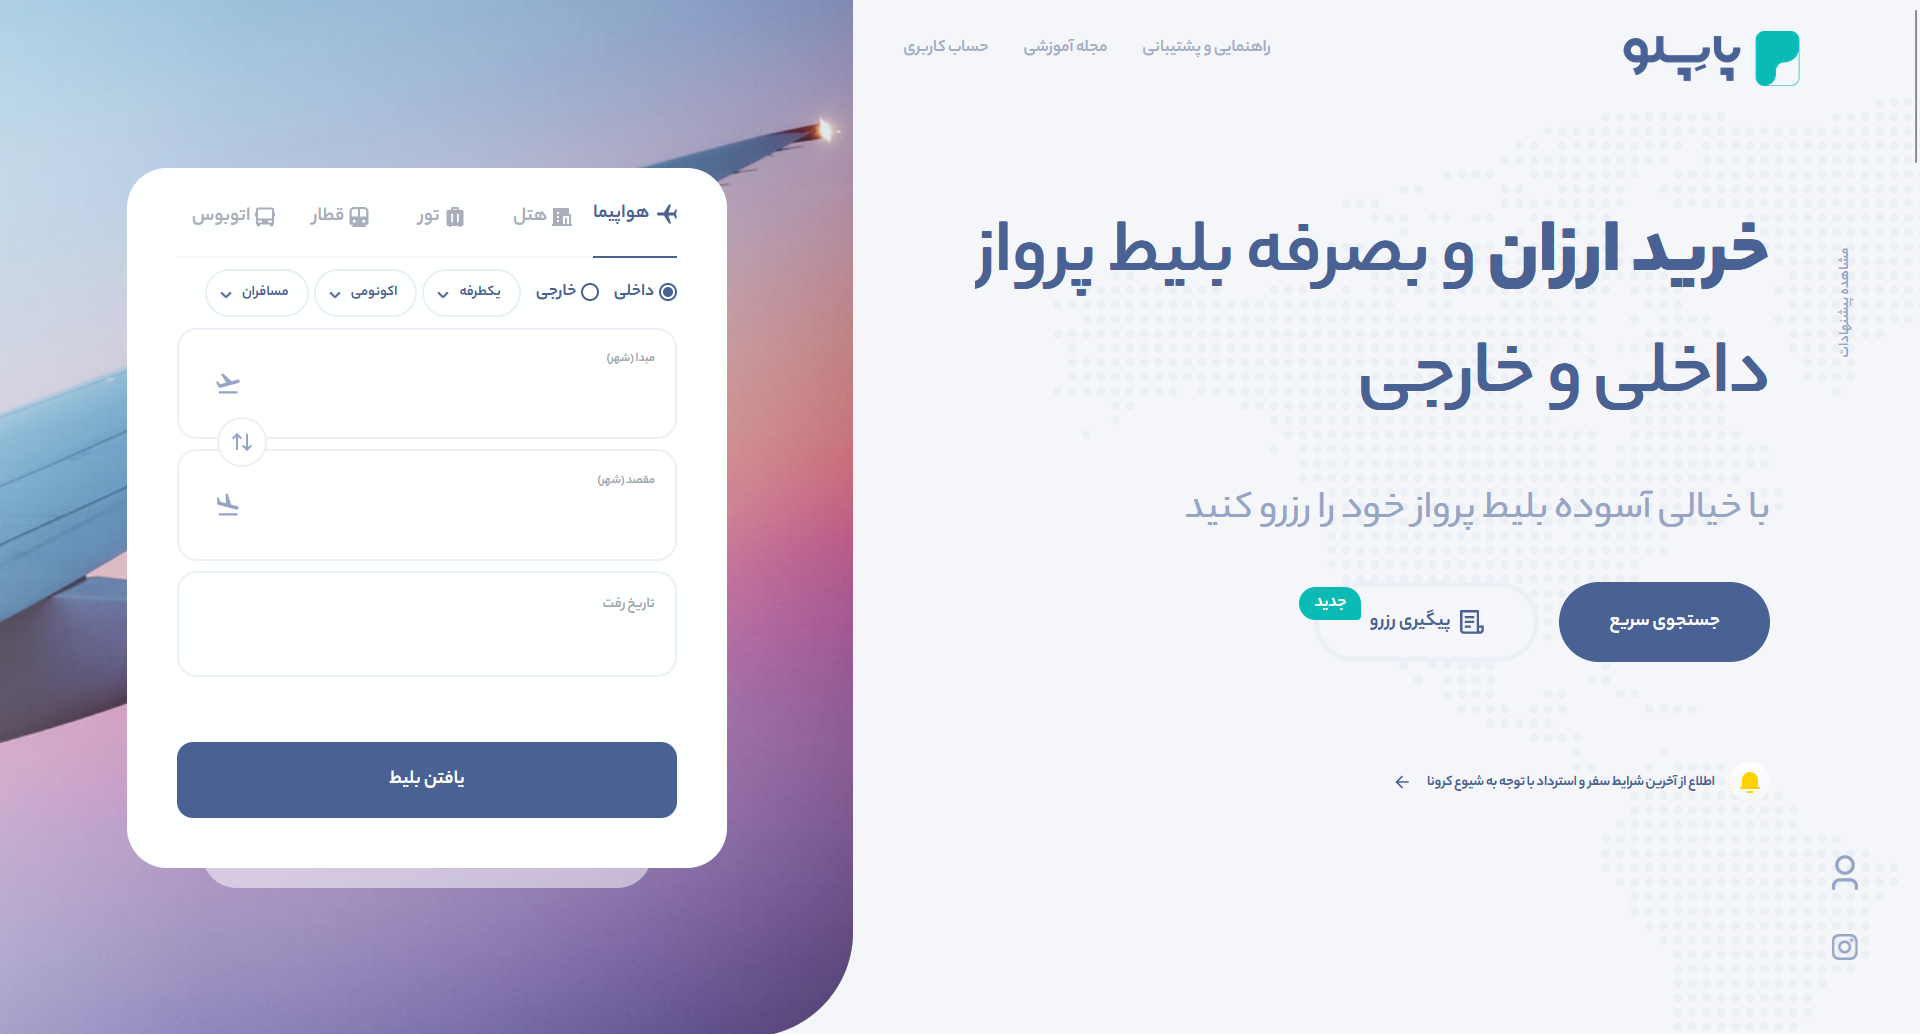 پاپِلو
راهنمایی و پشتیبانی
مجله آموزشی
حساب کاربری
مشاهده پیشنهادات
خرید ارزان و بصرفه بلیط پرواز
داخلی و خارجی
با خیالی آسوده بلیط پرواز خود را رزرو کنید
جستجوی سریع
پیگیری رزرو
جدید
اطلاع از آخرین شرایط سفر و استرداد با توجه به شیوع کرونا
هواپیما
هتل
تور
قطار
اتوبوس
داخلی
خارجی
یکطرفه
اکونومی
مسافران
مبدا (شهر)
مقصد (شهر)
تاریخ رفت
یافتن بلیط